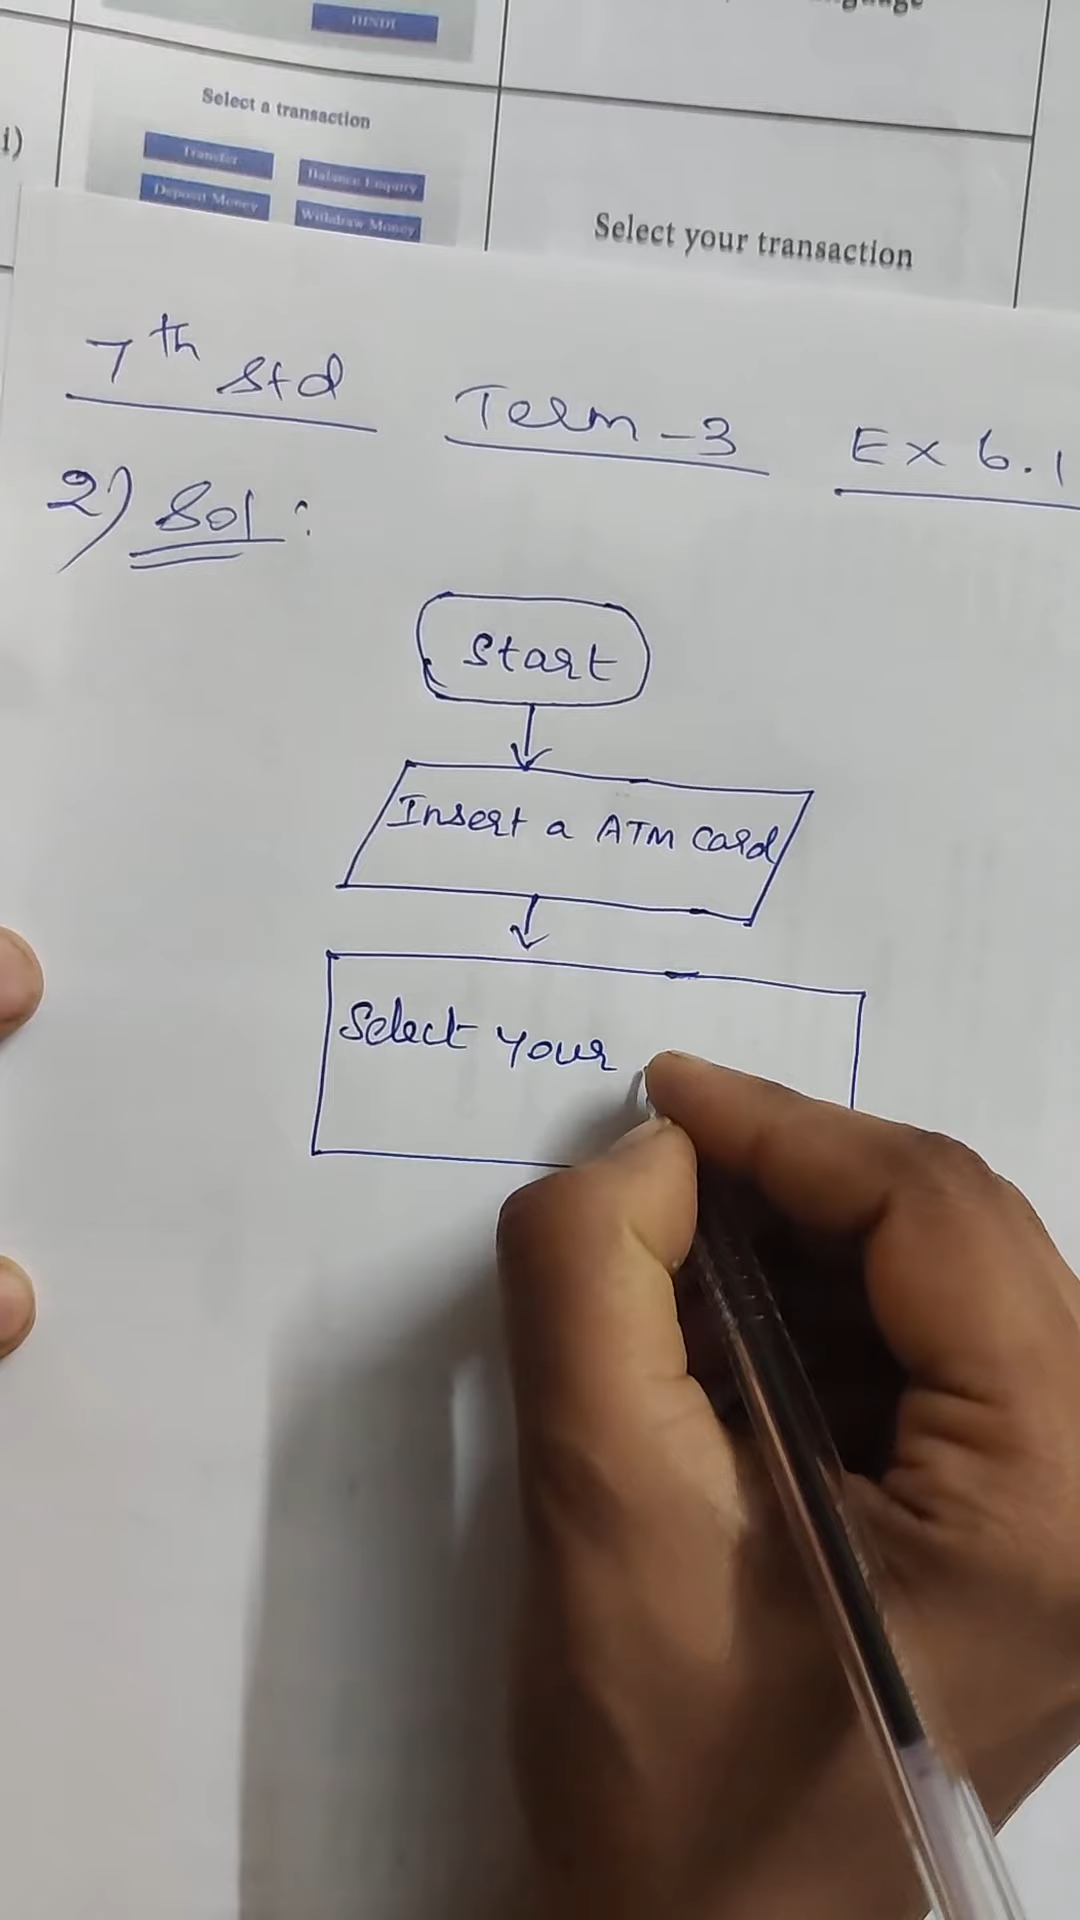 HINDI
Select a transaction
i)
Transfer
Balance Enquiry
Deposit Money
Withdraw Money
Select your transaction
7th Std Term-3 Ex 6.1
2) Sol:
Start
Insert a ATM Card
Select your